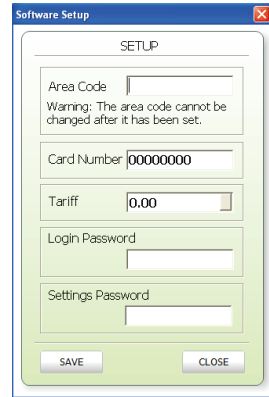 Software Setup
SETUP
Area Code
Warning: The area code cannot be
changed after it has been set.
Card Number 00000000
Tariff 0.00
Login Password
Settings Password
SAVE CLOSE